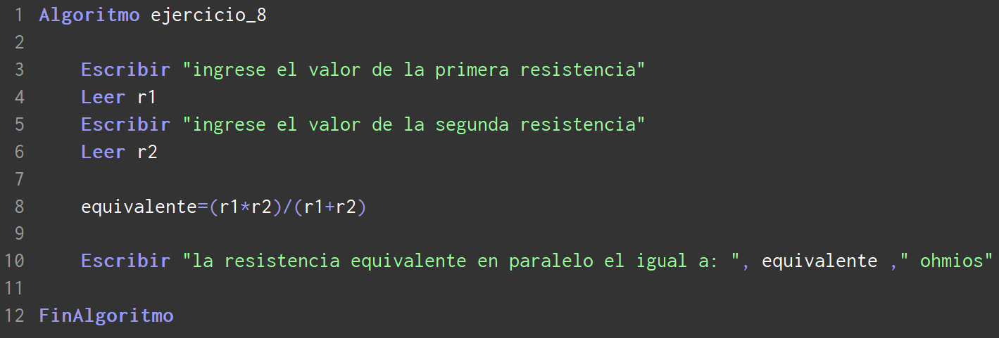 1 Algoritmo ejercicio_8
2
3 Escribir "ingrese el valor de la primera resistencia"
4 Leer r1
5 Escribir "ingrese el valor de la segunda resistencia"
6 Leer r2
7
8 equivalente=(r1*r2)/(r1+r2)
9
10 Escribir "la resistencia equivalente en paralelo el igual a: ", equivalente ," ohmios"
11
12 FinAlgoritmo